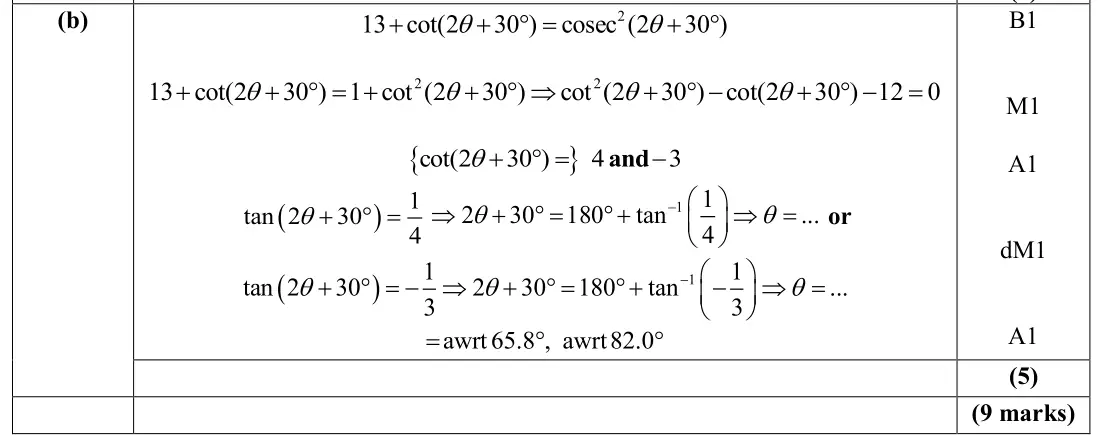 (b)
13 + cot(2θ + 30°) = cosec²(2θ + 30°)
B1
13 + cot(2θ + 30°) = 1 + cot²(2θ + 30°) ⇒ cot²(2θ + 30°) − cot(2θ + 30°) − 12 = 0
M1
{cot(2θ + 30°) =} 4 and −3
A1
tan(2θ + 30°) = 1/4 ⇒ 2θ + 30° = 180° + tan⁻¹(1/4) ⇒ θ = ... or
dM1
tan(2θ + 30°) = −1/3 ⇒ 2θ + 30° = 180° + tan⁻¹(−1/3) ⇒ θ = ...
= awrt 65.8°, awrt 82.0°
A1
(5)
(9 marks)